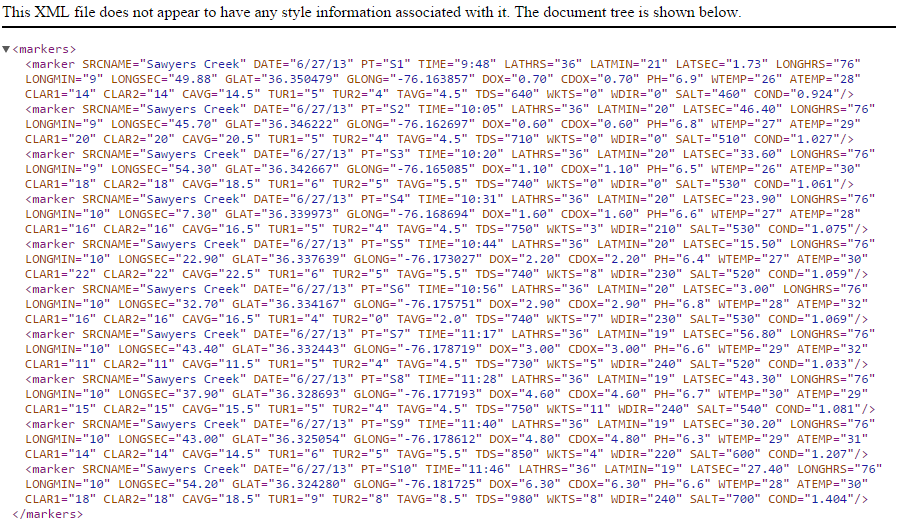 This XML file does not appear to have any style information associated with it. The document tree is shown below.
▼<markers>
<marker SRCNAME="Sawyers Creek" DATE="6/27/13" PT="S1" TIME="9:48" LATHRS="36" LATMIN="21" LATSEC="1.73" LONGHRS="76"
LONGMIN="9" LONGSEC="49.88" GLAT="36.350479" GLONG="-76.163857" DOX="0.70" CDOX="0.70" PH="6.9" WTEMP="26" ATEMP="28"
CLAR1="14" CLAR2="14" CAVG="14.5" TUR1="5" TUR2="4" TAVG="4.5" TDS="640" WKTS="0" WDIR="0" SALT="460" COND="0.924"/>
<marker SRCNAME="Sawyers Creek" DATE="6/27/13" PT="S2" TIME="10:05" LATHRS="36" LATMIN="20" LATSEC="46.40" LONGHRS="76"
LONGMIN="9" LONGSEC="45.70" GLAT="36.346222" GLONG="-76.162697" DOX="0.60" CDOX="0.60" PH="6.8" WTEMP="27" ATEMP="29"
CLAR1="20" CLAR2="20" CAVG="20.5" TUR1="5" TUR2="4" TAVG="4.5" TDS="710" WKTS="0" WDIR="0" SALT="510" COND="1.027"/>
<marker SRCNAME="Sawyers Creek" DATE="6/27/13" PT="S3" TIME="10:20" LATHRS="36" LATMIN="20" LATSEC="33.60" LONGHRS="76"
LONGMIN="9" LONGSEC="54.30" GLAT="36.342667" GLONG="-76.165085" DOX="1.10" CDOX="1.10" PH="6.5" WTEMP="26" ATEMP="30"
CLAR1="18" CLAR2="18" CAVG="18.5" TUR1="6" TUR2="5" TAVG="5.5" TDS="740" WKTS="0" WDIR="0" SALT="530" COND="1.061"/>
<marker SRCNAME="Sawyers Creek" DATE="6/27/13" PT="S4" TIME="10:31" LATHRS="36" LATMIN="20" LATSEC="23.90" LONGHRS="76"
LONGMIN="10" LONGSEC="7.30" GLAT="36.339973" GLONG="-76.168694" DOX="1.60" CDOX="1.60" PH="6.6" WTEMP="27" ATEMP="28"
CLAR1="16" CLAR2="16" CAVG="16.5" TUR1="5" TUR2="4" TAVG="4.5" TDS="750" WKTS="3" WDIR="210" SALT="530" COND="1.075"/>
<marker SRCNAME="Sawyers Creek" DATE="6/27/13" PT="S5" TIME="10:44" LATHRS="36" LATMIN="20" LATSEC="15.50" LONGHRS="76"
LONGMIN="10" LONGSEC="22.90" GLAT="36.337639" GLONG="-76.173027" DOX="2.20" CDOX="2.20" PH="6.4" WTEMP="27" ATEMP="30"
CLAR1="22" CLAR2="22" CAVG="22.5" TUR1="6" TUR2="5" TAVG="5.5" TDS="740" WKTS="8" WDIR="230" SALT="520" COND="1.059"/>
<marker SRCNAME="Sawyers Creek" DATE="6/27/13" PT="S6" TIME="10:56" LATHRS="36" LATMIN="20" LATSEC="3.00" LONGHRS="76"
LONGMIN="10" LONGSEC="32.70" GLAT="36.334167" GLONG="-76.175751" DOX="2.90" CDOX="2.90" PH="6.8" WTEMP="28" ATEMP="32"
CLAR1="16" CLAR2="16" CAVG="16.5" TUR1="4" TUR2="0" TAVG="2.0" TDS="740" WKTS="7" WDIR="230" SALT="530" COND="1.069"/>
<marker SRCNAME="Sawyers Creek" DATE="6/27/13" PT="S7" TIME="11:17" LATHRS="36" LATMIN="19" LATSEC="56.80" LONGHRS="76"
LONGMIN="10" LONGSEC="43.40" GLAT="36.332443" GLONG="-76.178719" DOX="3.00" CDOX="3.00" PH="6.6" WTEMP="29" ATEMP="32"
CLAR1="11" CLAR2="11" CAVG="11.5" TUR1="5" TUR2="4" TAVG="4.5" TDS="730" WKTS="5" WDIR="240" SALT="520" COND="1.033"/>
<marker SRCNAME="Sawyers Creek" DATE="6/27/13" PT="S8" TIME="11:28" LATHRS="36" LATMIN="19" LATSEC="43.30" LONGHRS="76"
LONGMIN="10" LONGSEC="37.90" GLAT="36.328693" GLONG="-76.177193" DOX="4.60" CDOX="4.60" PH="6.7" WTEMP="30" ATEMP="29"
CLAR1="15" CLAR2="15" CAVG="15.5" TUR1="5" TUR2="4" TAVG="4.5" TDS="750" WKTS="11" WDIR="240" SALT="540" COND="1.081"/>
<marker SRCNAME="Sawyers Creek" DATE="6/27/13" PT="S9" TIME="11:40" LATHRS="36" LATMIN="19" LATSEC="30.20" LONGHRS="76"
LONGMIN="10" LONGSEC="43.00" GLAT="36.325054" GLONG="-76.178612" DOX="4.80" CDOX="4.80" PH="6.3" WTEMP="29" ATEMP="31"
CLAR1="14" CLAR2="14" CAVG="14.5" TUR1="6" TUR2="5" TAVG="5.5" TDS="850" WKTS="4" WDIR="220" SALT="600" COND="1.207"/>
<marker SRCNAME="Sawyers Creek" DATE="6/27/13" PT="S10" TIME="11:46" LATHRS="36" LATMIN="19" LATSEC="27.40" LONGHRS="76"
LONGMIN="10" LONGSEC="54.20" GLAT="36.324280" GLONG="-76.181725" DOX="6.30" CDOX="6.30" PH="6.6" WTEMP="28" ATEMP="30"
CLAR1="18" CLAR2="18" CAVG="18.5" TUR1="9" TUR2="8" TAVG="8.5" TDS="980" WKTS="8" WDIR="240" SALT="700" COND="1.404"/>
</markers>